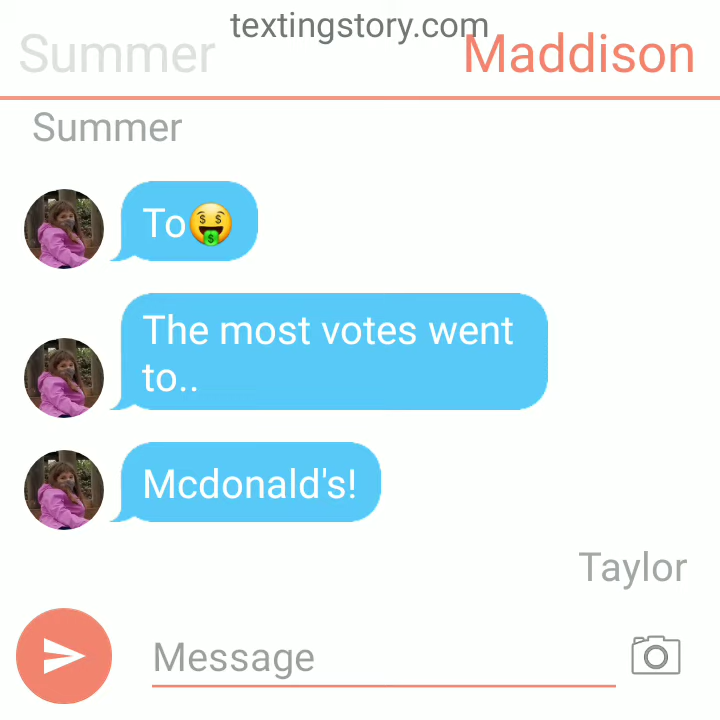 textingstory.com
Summer Maddison
Summer
To🤑
The most votes went
to..
Mcdonald's!
Taylor
Message